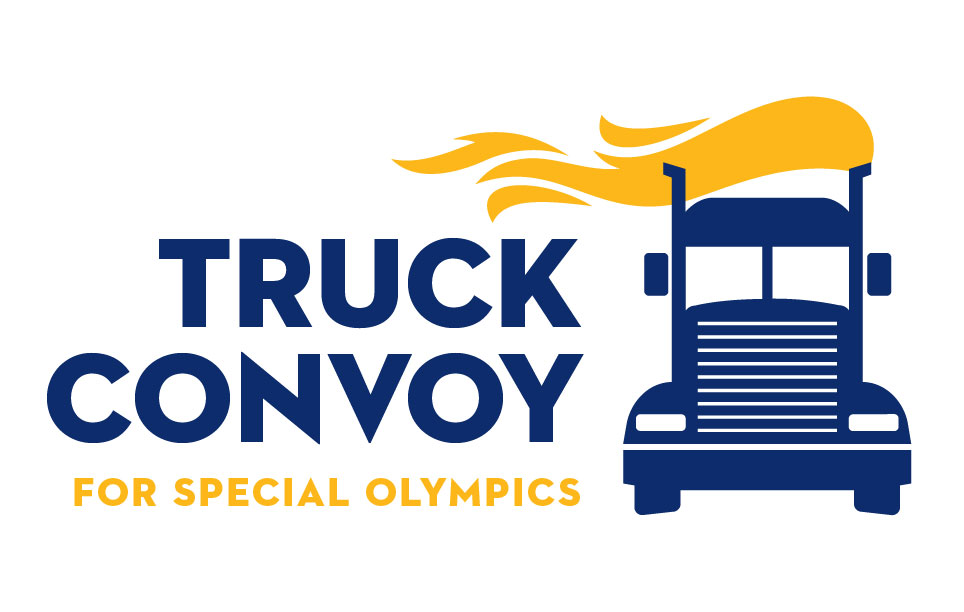 TRUCK
CONVOY
FOR SPECIAL OLYMPICS